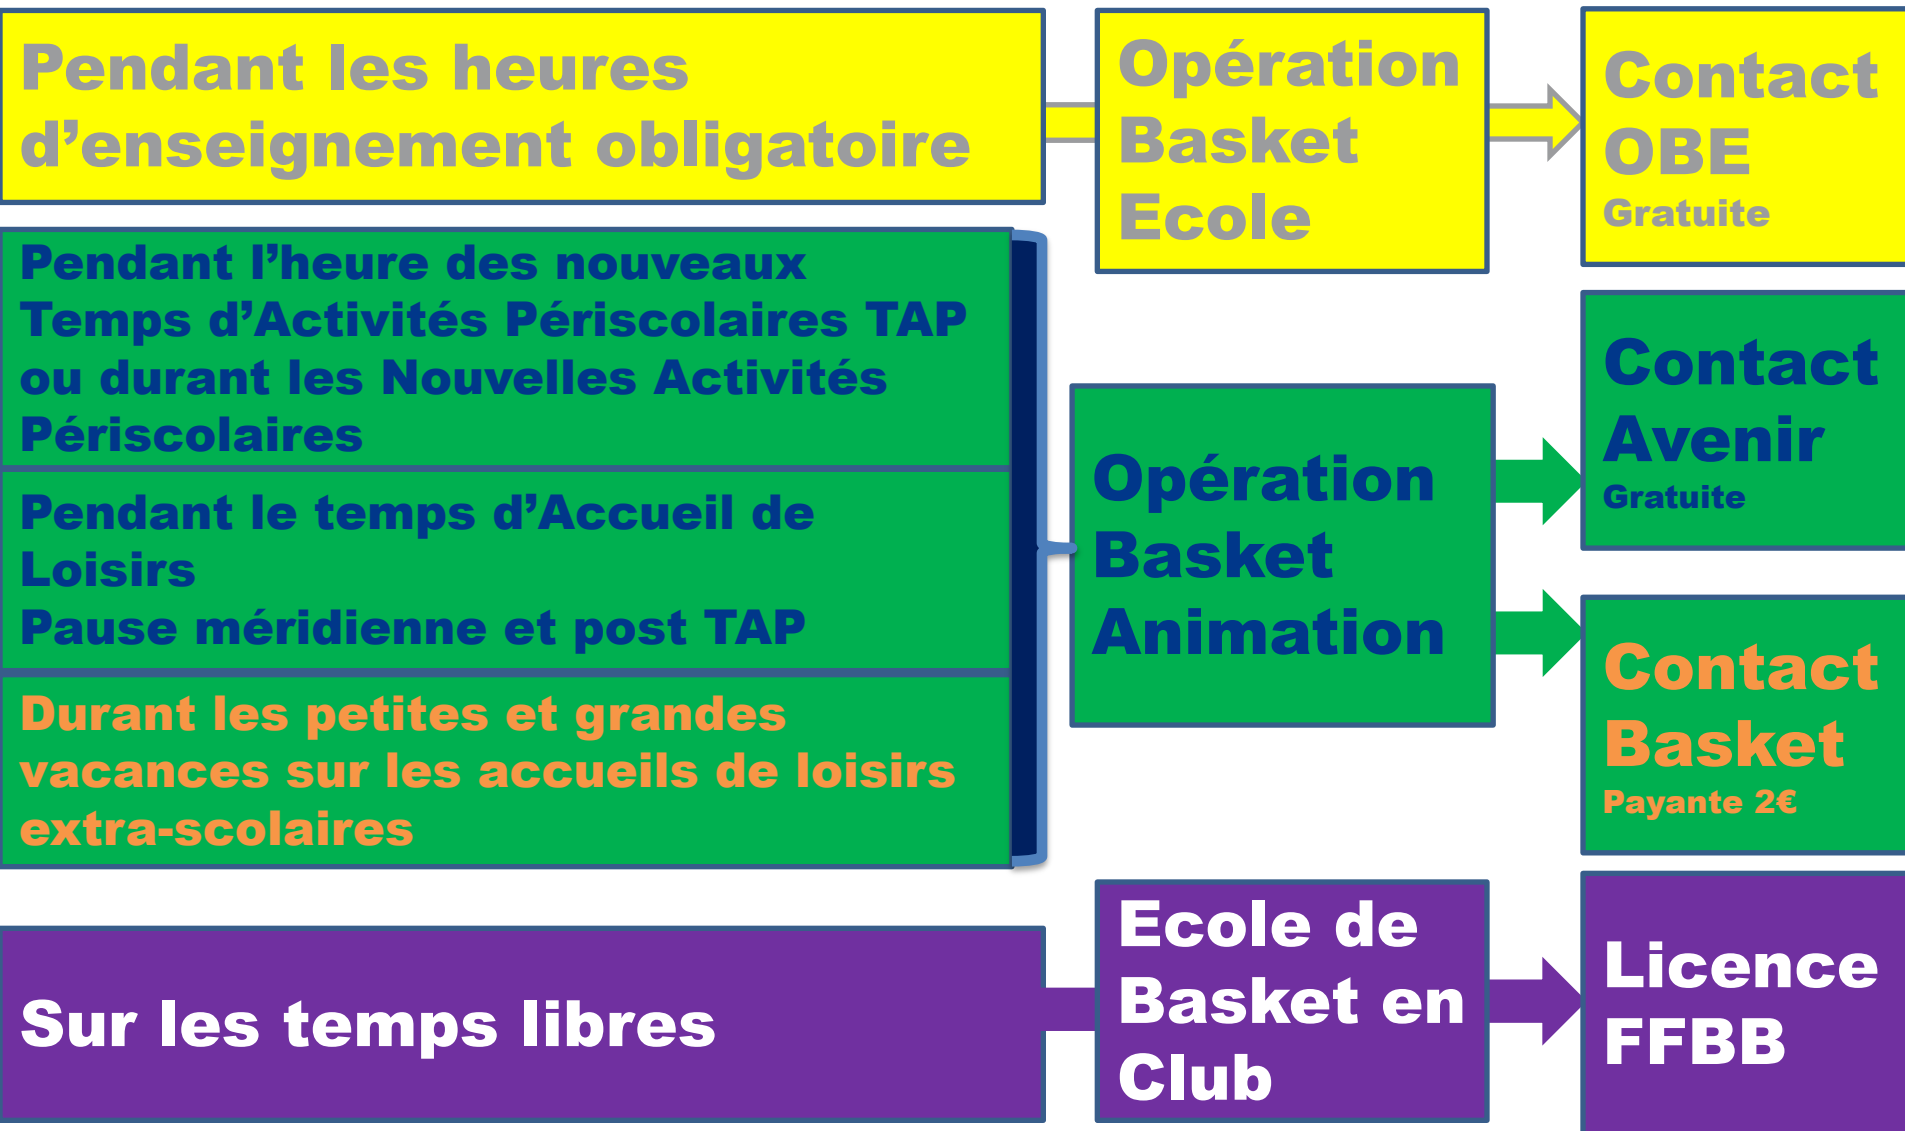 Pendant les heures
d’enseignement obligatoire
Opération
Basket
Ecole
Contact
OBE
Gratuite
Pendant l’heure des nouveaux
Temps d’Activités Périscolaires TAP
ou durant les Nouvelles Activités
Périscolaires
Pendant le temps d’Accueil de
Loisirs
Pause méridienne et post TAP
Durant les petites et grandes
vacances sur les accueils de loisirs
extra-scolaires
Opération
Basket
Animation
Contact
Avenir
Gratuite
Contact
Basket
Payante 2€
Sur les temps libres
Ecole de
Basket en
Club
Licence
FFBB